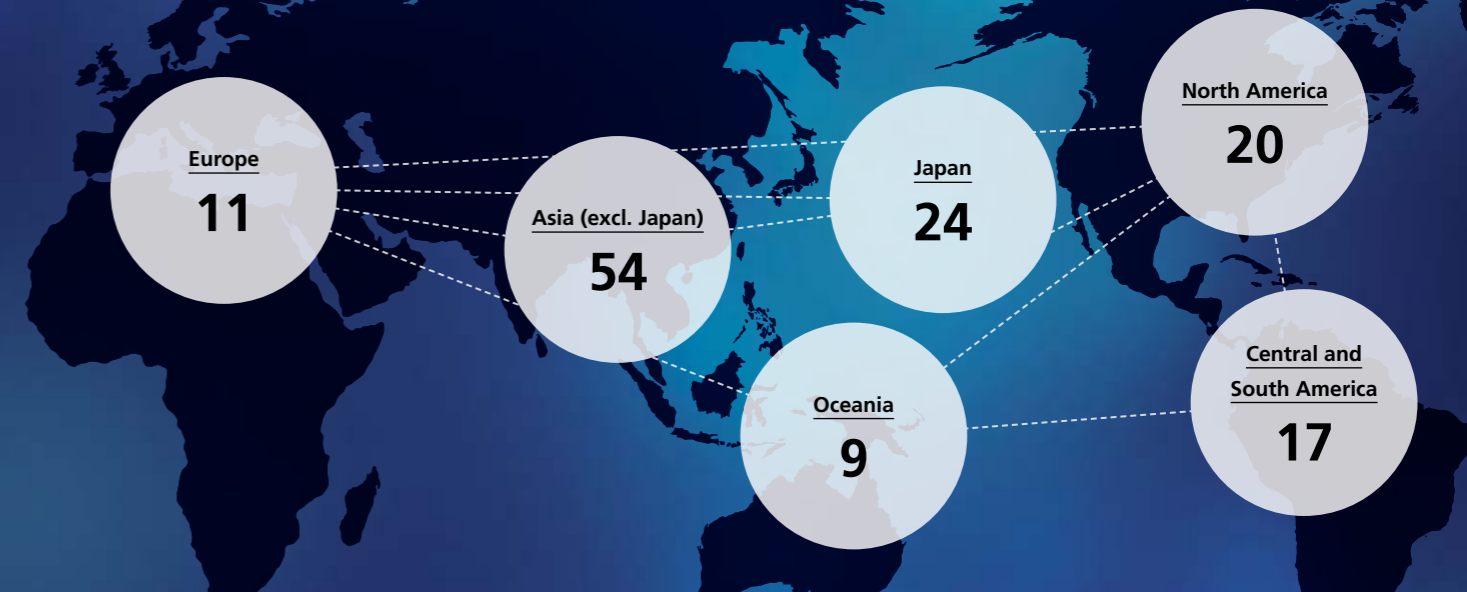 Europe
11
Asia (excl. Japan)
54
Japan
24
North America
20
Oceania
9
Central and
South America
17